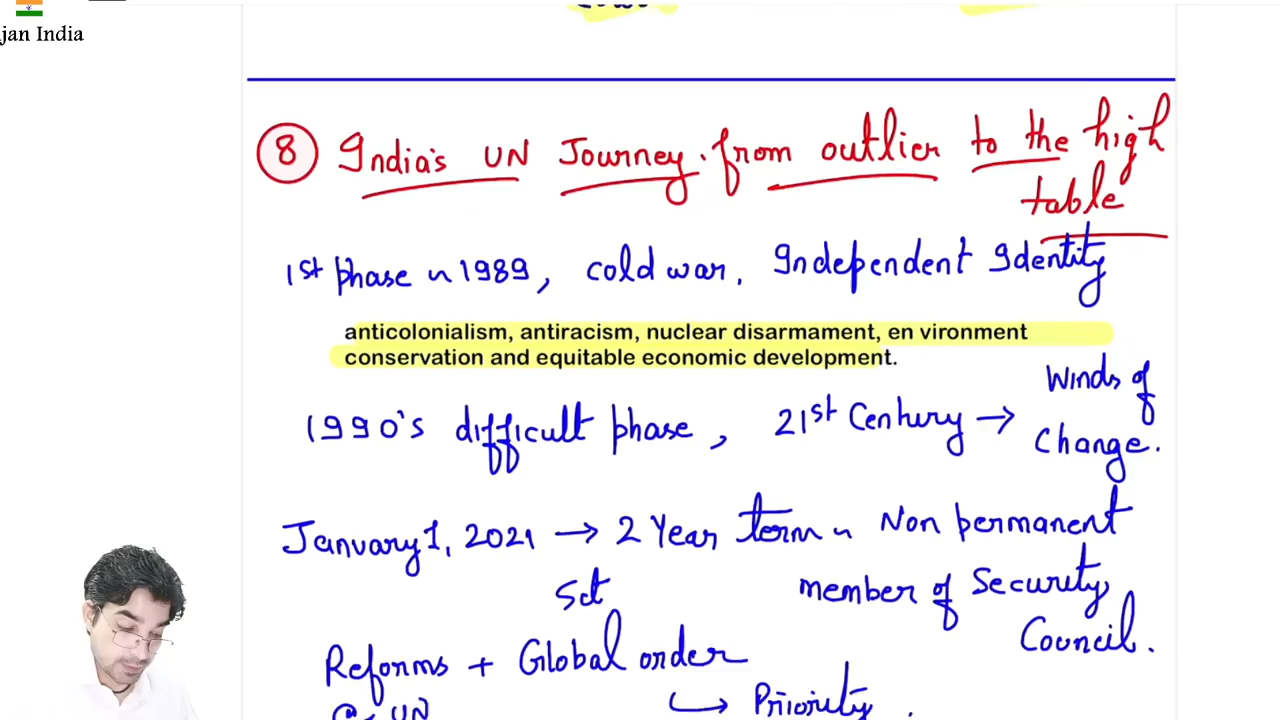 jan India
8 India's UN Journey. from outlier to the high
table
1st phase 1989, cold war. Independent Identity
anticolonialism, antiracism, nuclear disarmament, en vironment
conservation and equitable economic development.
Winds of
1990's difficult phase, 21st Century →
Change.
January 1, 2021 → 2 Year term Non permanent
Set member of Security
Council.
Reforms + Global order
UN → Priority